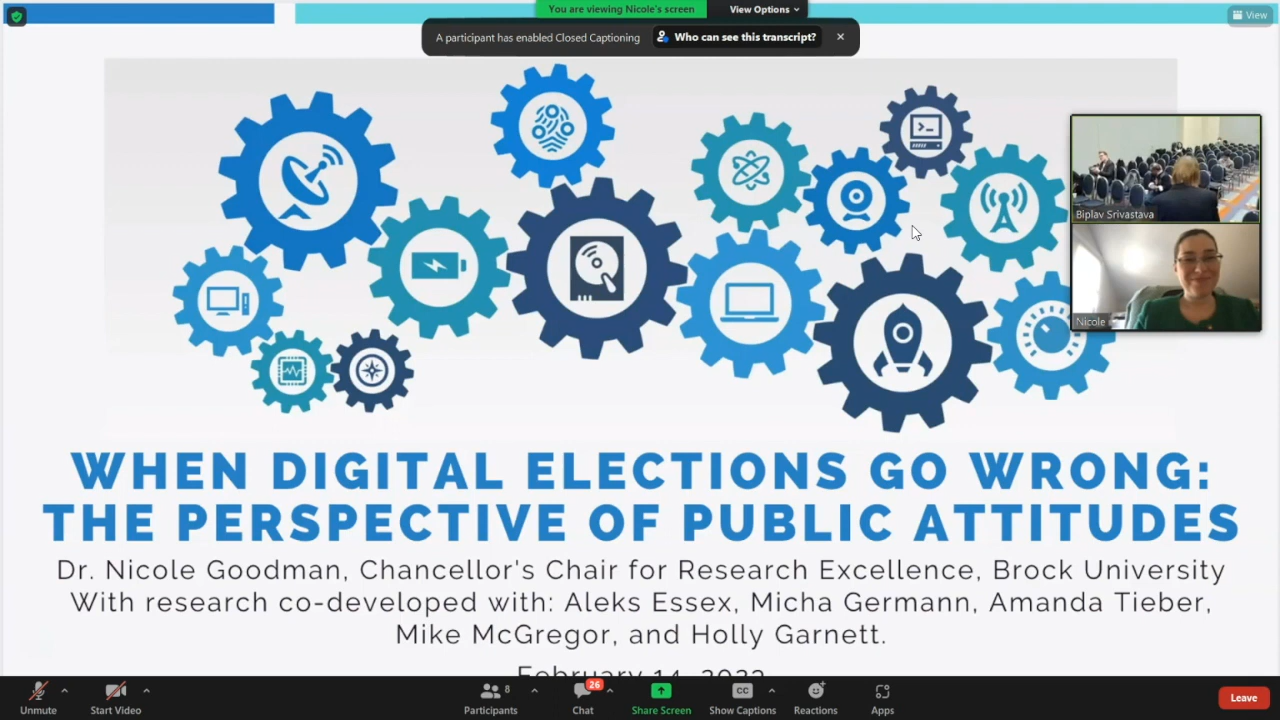 You are viewing Nicole's screen
View Options
View
A participant has enabled Closed Captioning
Who can see this transcript?
Biplav Srivastava
Nicole
WHEN DIGITAL ELECTIONS GO WRONG:
THE PERSPECTIVE OF PUBLIC ATTITUDES
Dr. Nicole Goodman, Chancellor's Chair for Research Excellence, Brock University
With research co-developed with: Aleks Essex, Micha Germann, Amanda Tieber,
Mike McGregor, and Holly Garnett.
February 14, 2023
Unmute
Start Video
Participants
8
Chat
26
Share Screen
CC
Show Captions
Reactions
Apps
Leave